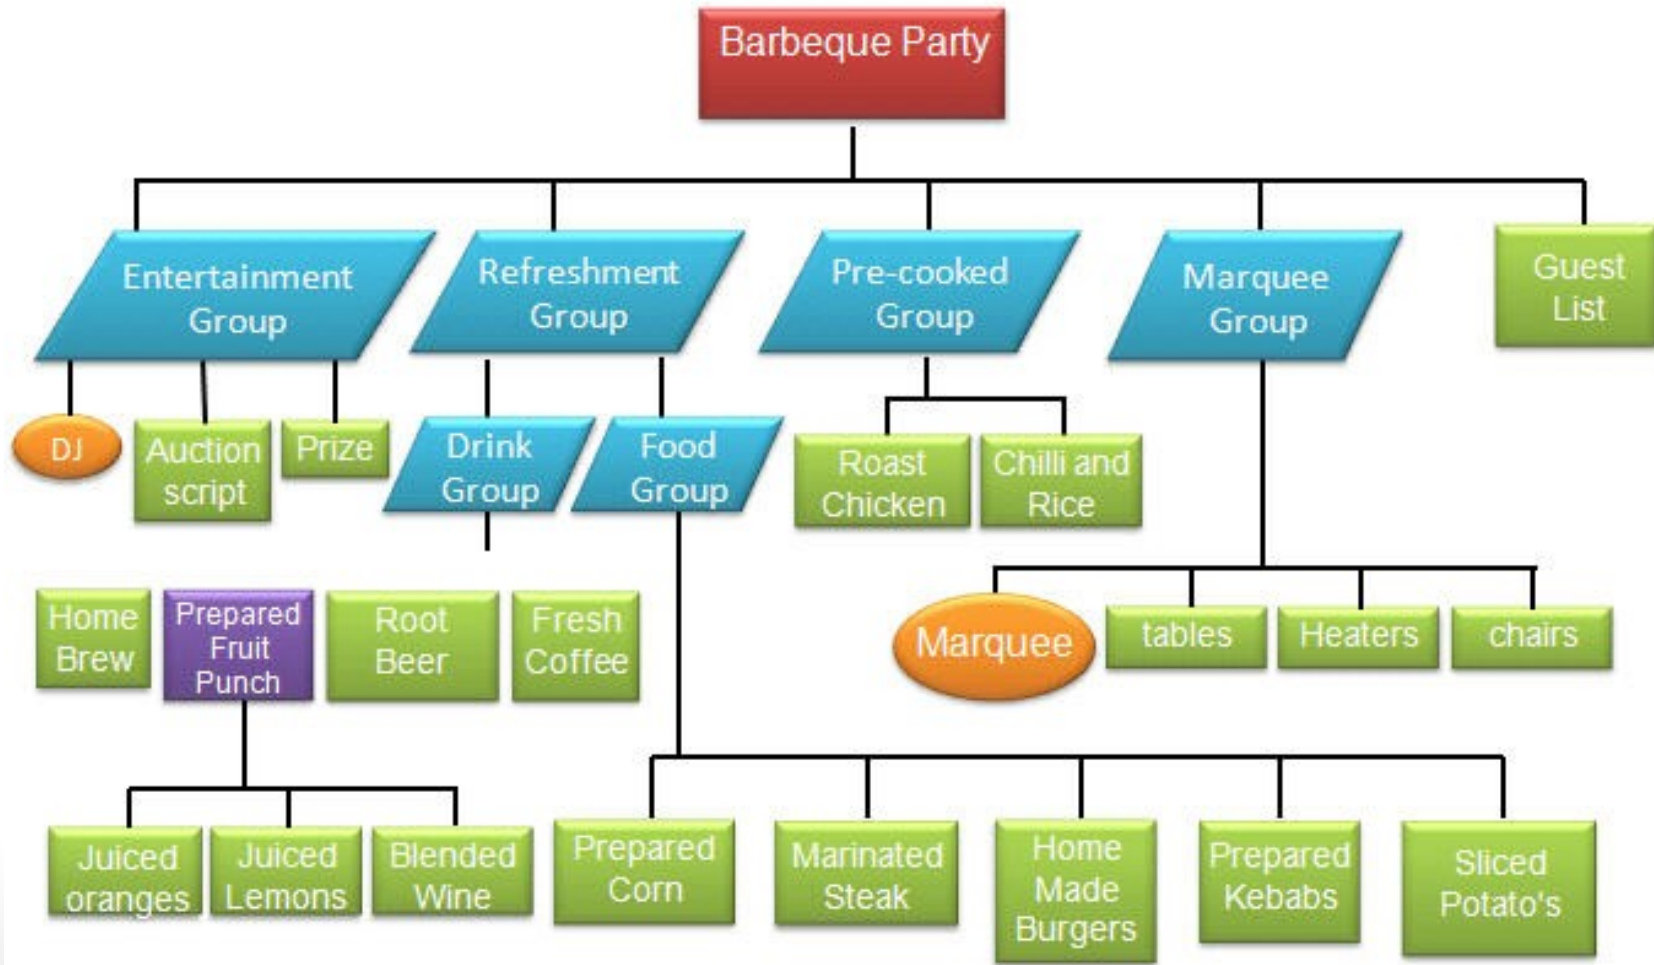 Barbeque Party
Entertainment
Group
Refreshment
Group
Pre-cooked
Group
Marquee
Group
Guest
List
DJ
Auction
script
Prize
Drink
Group
Food
Group
Roast
Chicken
Chilli and
Rice
Home
Brew
Prepared
Fruit
Punch
Root
Beer
Fresh
Coffee
Marquee
tables
Heaters
chairs
Juiced
oranges
Juiced
Lemons
Blended
Wine
Prepared
Corn
Marinated
Steak
Home
Made
Burgers
Prepared
Kebabs
Sliced
Potato's